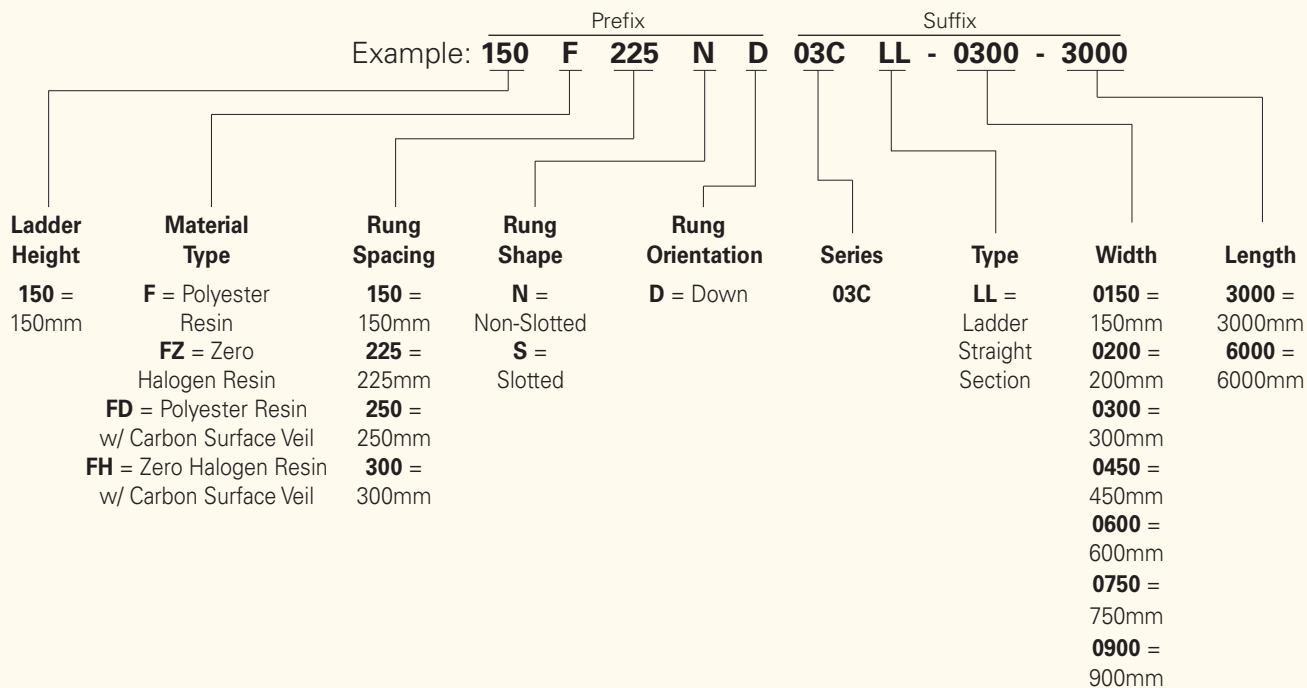 Prefix Suffix
Example: 150 F 225 N D 03C LL - 0300 - 3000
Ladder Height
150 =
150mm
Material Type
F = Polyester
Resin
FZ = Zero
Halogen Resin
FD = Polyester Resin
w/ Carbon Surface Veil
FH = Zero Halogen Resin
w/ Carbon Surface Veil
Rung
Spacing
150 =
150mm
225 =
225mm
250 =
250mm
300 =
300mm
Rung
Shape
N =
Non-Slotted
S =
Slotted
Rung
Orientation
D = Down
Series
03C
Type
LL =
Ladder
Straight
Section
Width
0150 =
150mm
0200 =
200mm
0300 =
300mm
0450 =
450mm
0600 =
600mm
0750 =
750mm
0900 =
900mm
Length
3000 =
3000mm
6000 =
6000mm